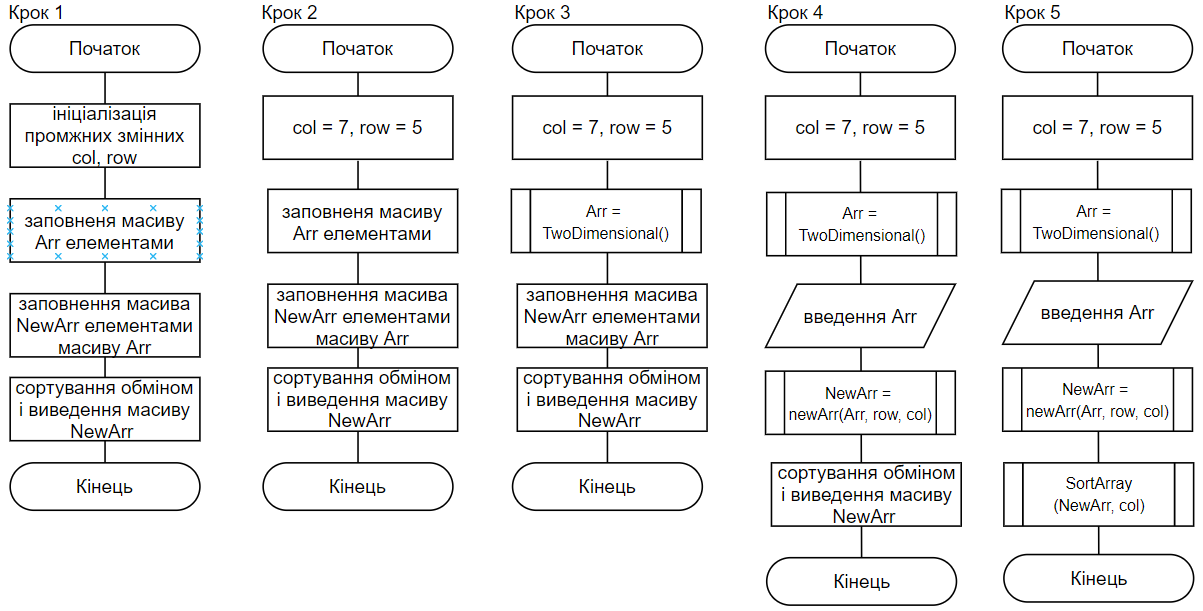 Крок 1
Початок
ініціалізація
промжних змінних
col, row
заповненя масиву
Arr елементами
заповнення масива
NewArr елементами
масиву Arr
сортування обміном
і виведення масиву
NewArr
Кінець
Крок 2
Початок
col = 7, row = 5
заповненя масиву
Arr елементами
заповнення масива
NewArr елементами
масиву Arr
сортування обміном
і виведення масиву
NewArr
Кінець
Крок 3
Початок
col = 7, row = 5
Arr =
TwoDimensional()
заповнення масива
NewArr елементами
масиву Arr
сортування обміном
і виведення масиву
NewArr
Кінець
Крок 4
Початок
col = 7, row = 5
Arr =
TwoDimensional()
введення Arr
NewArr =
newArr(Arr, row, col)
сортування обміном
і виведення масиву
NewArr
Кінець
Крок 5
Початок
col = 7, row = 5
Arr =
TwoDimensional()
введення Arr
NewArr =
newArr(Arr, row, col)
SortArray
(NewArr, col)
Кінець